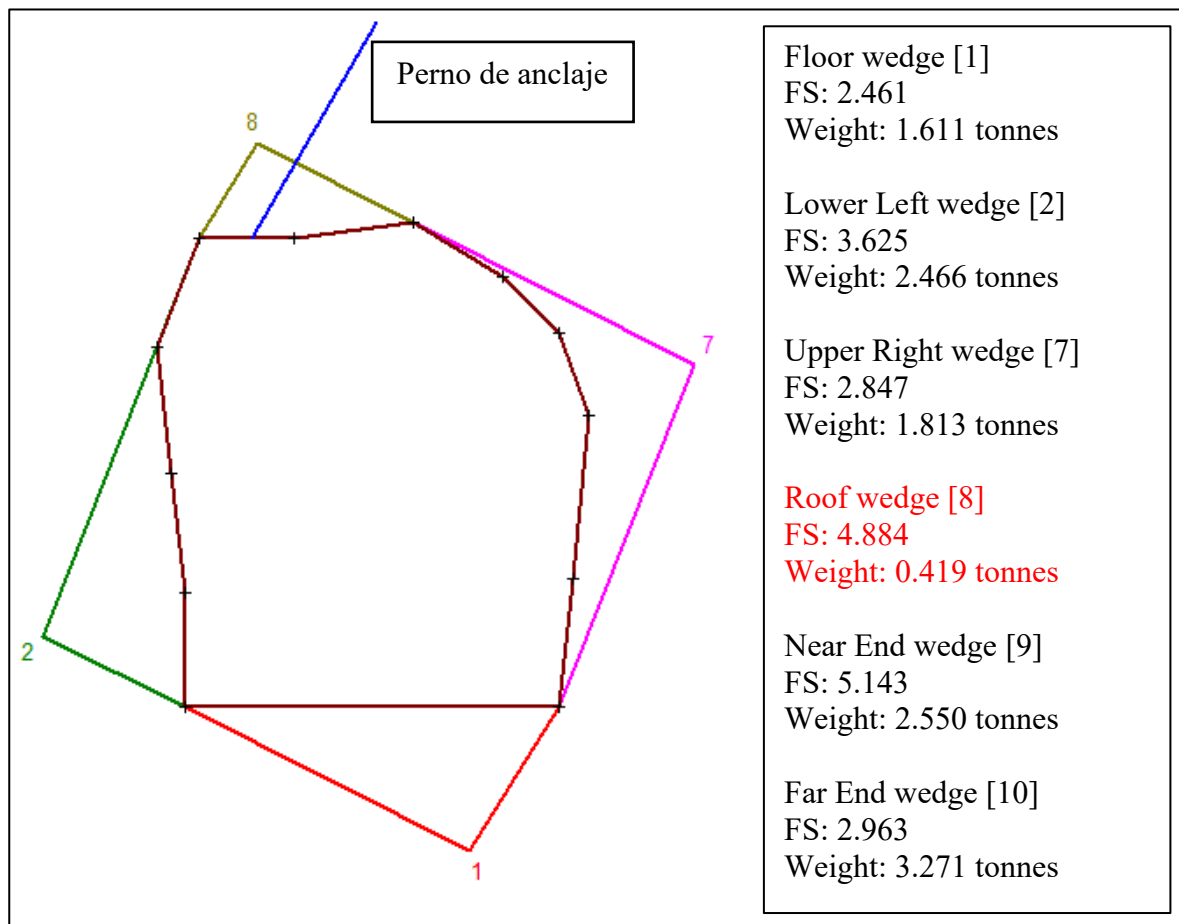 Perno de anclaje
8
7
2
1
Floor wedge [1]
FS: 2.461
Weight: 1.611 tonnes
Lower Left wedge [2]
FS: 3.625
Weight: 2.466 tonnes
Upper Right wedge [7]
FS: 2.847
Weight: 1.813 tonnes
Roof wedge [8]
FS: 4.884
Weight: 0.419 tonnes
Near End wedge [9]
FS: 5.143
Weight: 2.550 tonnes
Far End wedge [10]
FS: 2.963
Weight: 3.271 tonnes